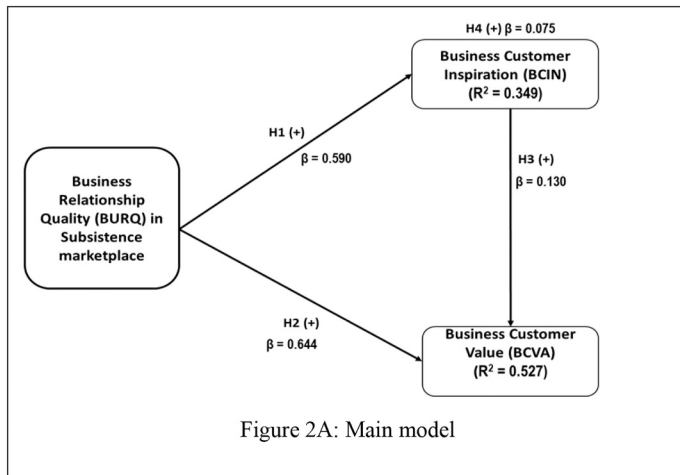 H4 (+) β = 0.075
Business Customer
Inspiration (BCIN)
(R² = 0.349)
H1 (+)
β = 0.590
H3 (+)
β = 0.130
Business
Relationship
Quality (BURQ) in
Subsistence
marketplace
H2 (+)
β = 0.644
Business Customer
Value (BCVA)
(R² = 0.527)
Figure 2A: Main model